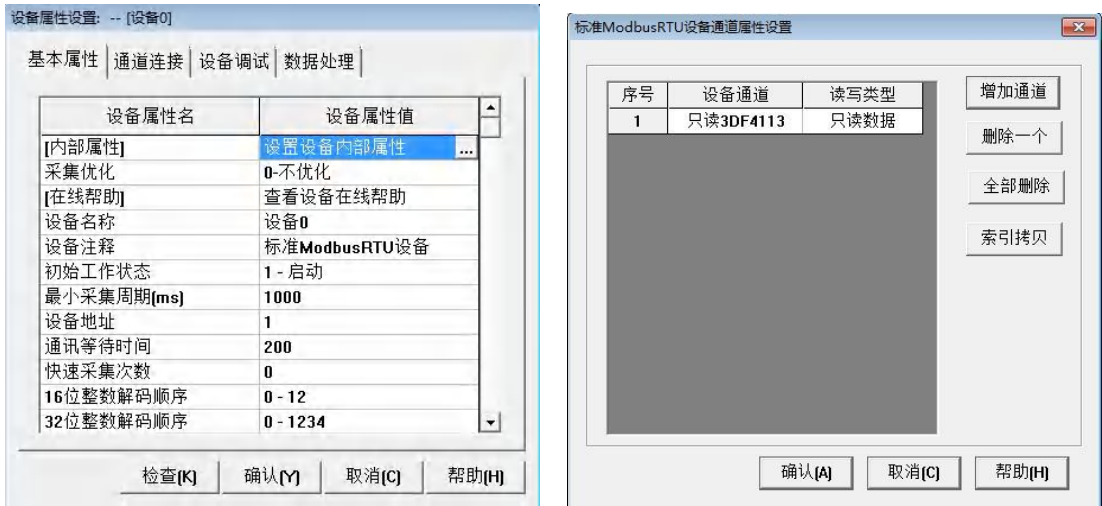 设备属性设置: -- [设备0]
基本属性 通道连接 设备调试 数据处理
设备属性名 设备属性值
[内部属性] 设置设备内部属性 ...
采集优化 0-不优化
[在线帮助] 查看设备在线帮助
设备名称 设备0
设备注释 标准ModbusRTU设备
初始工作状态 1 - 启动
最小采集周期(ms) 1000
设备地址 1
通讯等待时间 200
快速采集次数 0
16位整数解码顺序 0 - 12
32位整数解码顺序 0 - 1234
检查(K) 确认(Y) 取消(C) 帮助(H)
标准ModbusRTU设备通道属性设置
序号 设备通道 读写类型
1 只读3DF4113 只读数据
增加通道
删除一个
全部删除
索引拷贝
确认(A) 取消(C) 帮助(H)